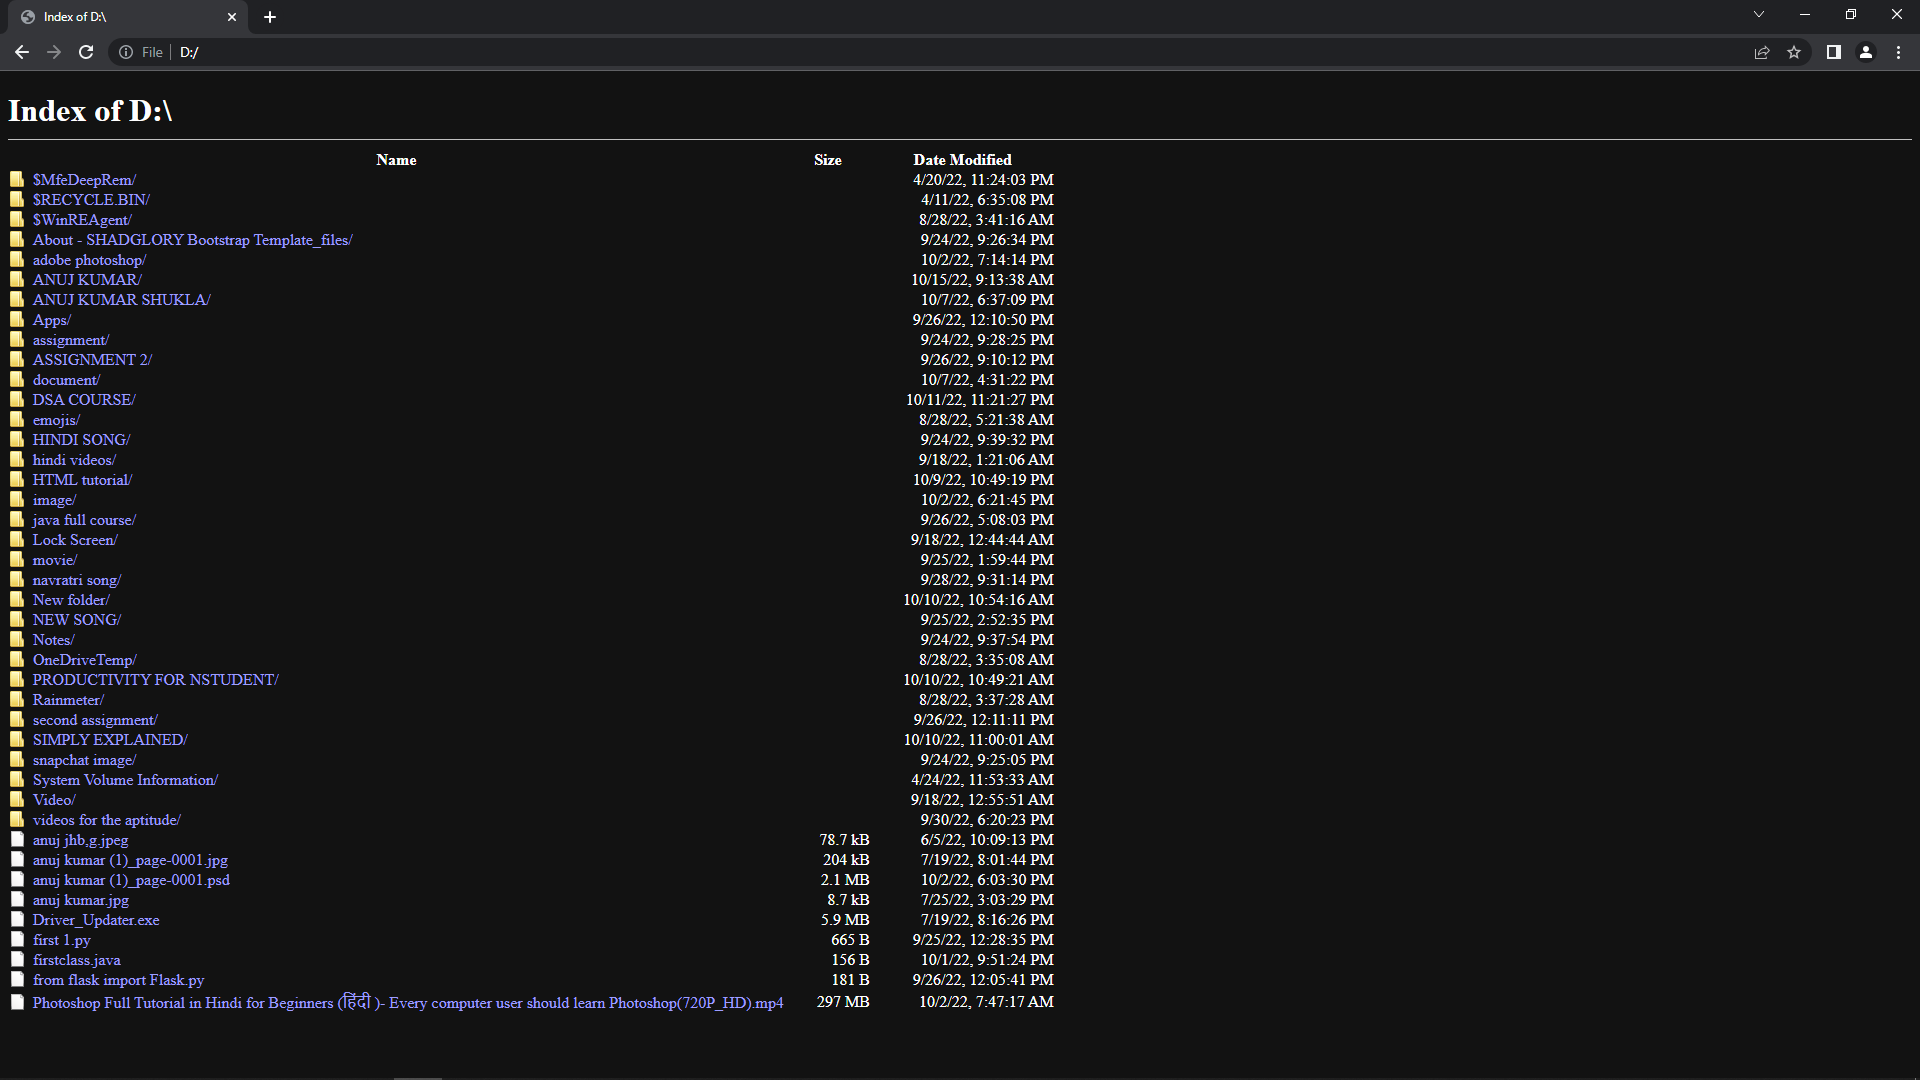 Index of D:\
File D:/
Index of D:\
Name Size Date Modified
$MfeDeepRem/ 4/20/22, 11:24:03 PM
$RECYCLE.BIN/ 4/11/22, 6:35:08 PM
$WinREAgent/ 8/28/22, 3:41:16 AM
About - SHADGLORY Bootstrap Template_files/ 9/24/22, 9:26:34 PM
adobe photoshop/ 10/2/22, 7:14:14 PM
ANUJ KUMAR/ 10/15/22, 9:13:38 AM
ANUJ KUMAR SHUKLA/ 10/7/22, 6:37:09 PM
Apps/ 9/26/22, 12:10:50 PM
assignment/ 9/24/22, 9:28:25 PM
ASSIGNMENT 2/ 9/26/22, 9:10:12 PM
document/ 10/7/22, 4:31:22 PM
DSA COURSE/ 10/11/22, 11:21:27 PM
emojis/ 8/28/22, 5:21:38 AM
HINDI SONG/ 9/24/22, 9:39:32 PM
hindi videos/ 9/18/22, 1:21:06 AM
HTML tutorial/ 10/9/22, 10:49:19 PM
image/ 10/2/22, 6:21:45 PM
java full course/ 9/26/22, 5:08:03 PM
Lock Screen/ 9/18/22, 12:44:44 AM
movie/ 9/25/22, 1:59:44 PM
navratri song/ 9/28/22, 9:31:14 PM
New folder/ 10/10/22, 10:54:16 AM
NEW SONG/ 9/25/22, 2:52:35 PM
Notes/ 9/24/22, 9:37:54 PM
OneDriveTemp/ 8/28/22, 3:35:08 AM
PRODUCTIVITY FOR NSTUDENT/ 10/10/22, 10:49:21 AM
Rainmeter/ 8/28/22, 3:37:28 AM
second assignment/ 9/26/22, 12:11:11 PM
SIMPLY EXPLAINED/ 10/10/22, 11:00:01 AM
snapchat image/ 9/24/22, 9:25:05 PM
System Volume Information/ 4/24/22, 11:53:33 AM
Video/ 9/18/22, 12:55:51 AM
videos for the aptitude/ 9/30/22, 6:20:23 PM
anuj jhb,g.jpeg 78.7 kB 6/5/22, 10:09:13 PM
anuj kumar (1)_page-0001.jpg 204 kB 7/19/22, 8:01:44 PM
anuj kumar (1)_page-0001.psd 2.1 MB 10/2/22, 6:03:30 PM
anuj kumar.jpg 8.7 kB 7/25/22, 3:03:29 PM
Driver_Updater.exe 5.9 MB 7/19/22, 8:16:26 PM
first 1.py 665 B 9/25/22, 12:28:35 PM
firstclass.java 156 B 10/1/22, 9:51:24 PM
from flask import Flask.py 181 B 9/26/22, 12:05:41 PM
Photoshop Full Tutorial in Hindi for Beginners (हिंदी )- Every computer user should learn Photoshop(720P_HD).mp4 297 MB 10/2/22, 7:47:17 AM